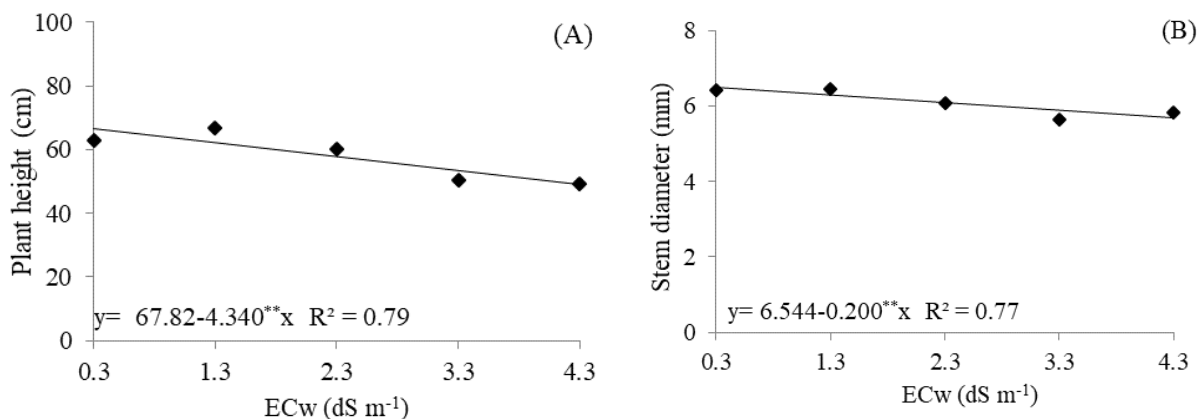 (A)
Plant height (cm)
100
80
60
40
20
0
y= 67.82-4.340**x R² = 0.79
0.3 1.3 2.3 3.3 4.3
ECw (dS m⁻¹)
(B)
Stem diameter (mm)
8
6
4
2
0
y= 6.544-0.200**x R² = 0.77
0.3 1.3 2.3 3.3 4.3
ECw (dS m⁻¹)